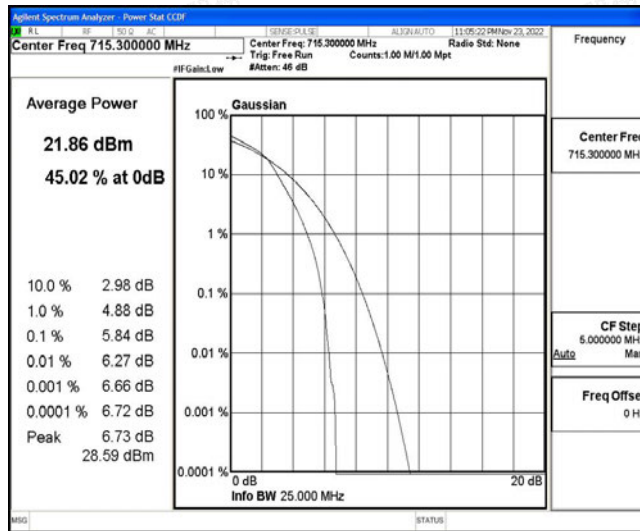 Agilent Spectrum Analyzer - Power Stat CCDF
RL RF 50 Ω AC SENSE:PULSE ALIGN AUTO 11:05:22 PM Nov 23, 2022
Center Freq 715.300000 MHz
Center Freq: 715.300000 MHz Radio Std: None
Trig: Free Run Counts:1.00 M/1.00 Mpt
#IFGain:Low #Atten: 46 dB
Frequency
Average Power
21.86 dBm
45.02 % at 0dB
10.0 % 2.98 dB
1.0 % 4.88 dB
0.1 % 5.84 dB
0.01 % 6.27 dB
0.001 % 6.66 dB
0.0001 % 6.72 dB
Peak 6.73 dB
28.59 dBm
Gaussian
100 %
10 %
1 %
0.1 %
0.01 %
0.001 %
0.0001 %
0 dB 20 dB
Info BW 25.000 MHz
Center Fre
715.300000 MH
CF Step
5.000000 MH
Auto Ma
Freq Offse
0 H
MSG STATUS